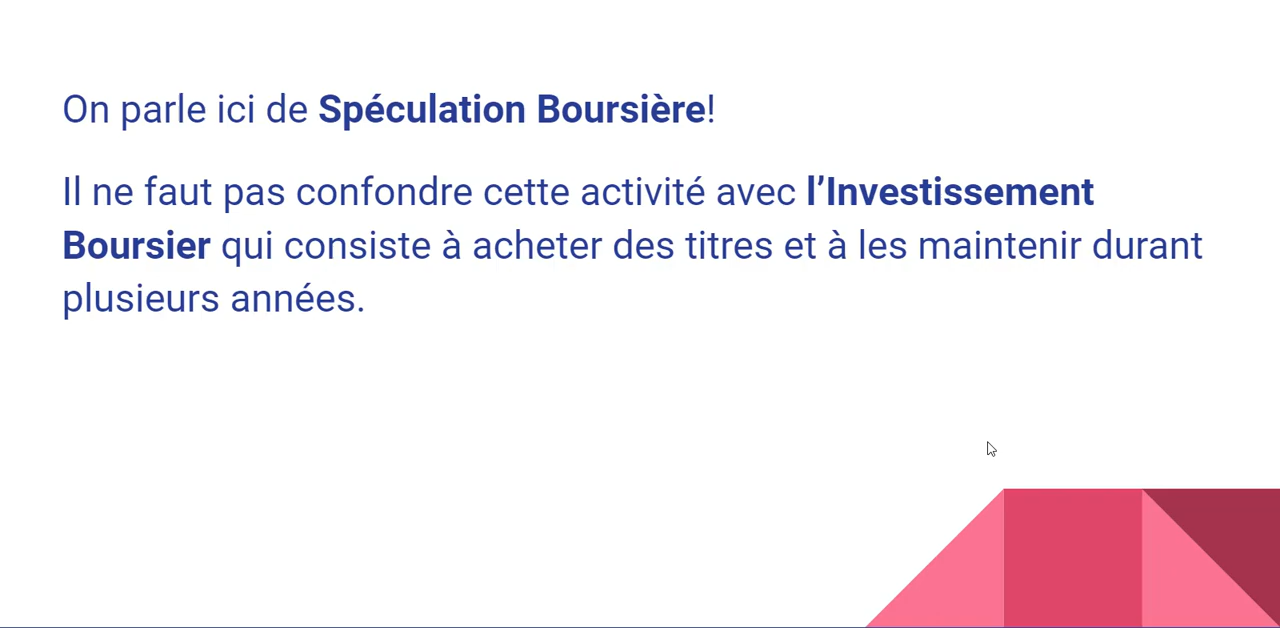 On parle ici de Spéculation Boursière!
Il ne faut pas confondre cette activité avec l’Investissement
Boursier qui consiste à acheter des titres et à les maintenir durant
plusieurs années.